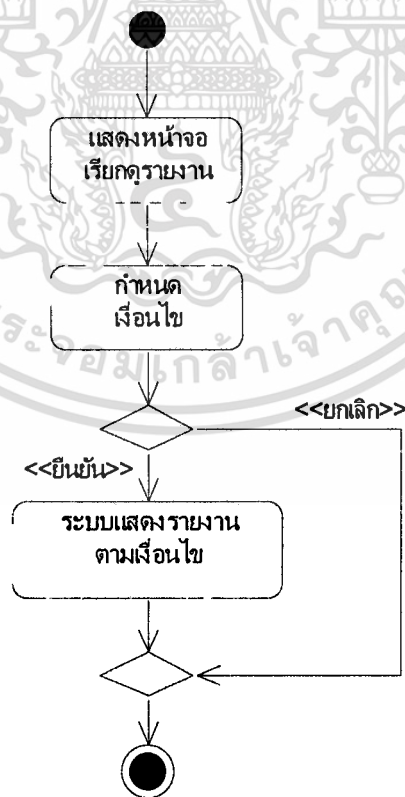 แสดงหน้าจอ
เรียกดูรายงาน
กำหนด
เงื่อนไข
<<ยกเลิก>>
<<ยืนยัน>>
ระบบแสดงรายงาน
ตามเงื่อนไข